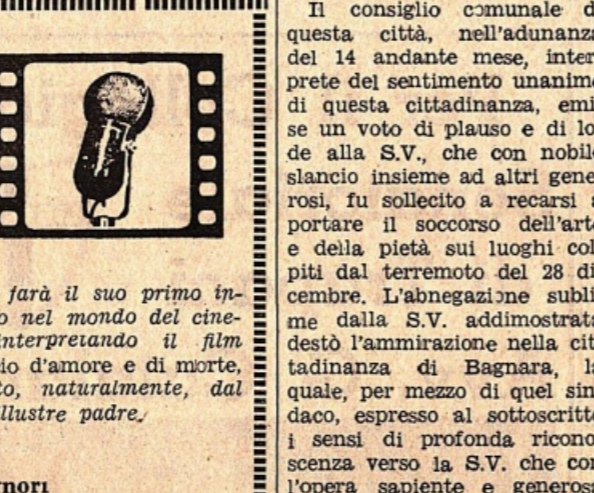 farà il suo primo in-
o nel mondo del cine-
interpretando il film
io d'amore e di morte,
to, naturalmente, dal
llustre padre.
nori
Il consiglio comunale d
questa città, nell'adunanza
del 14 andante mese, inter
prete del sentimento unanime
di questa cittadinanza, emi
se un voto di plauso e di lo
de alla S.V., che con nobile
slancio insieme ad altri gene
rosi, fu sollecito a recarsi a
portare il soccorso dell'arte
e della pietà sui luoghi col
piti dal terremoto del 28 di
cembre. L'abnegazione subli
me dalla S.V. addimostrata
destò l'ammirazione nella cit
tadinanza di Bagnara, la
quale, per mezzo di quel sin
daco, espresso al sottoscritto
i sensi di profonda ricono
scenza verso la S.V. che con
l'opera sapiente e generosa